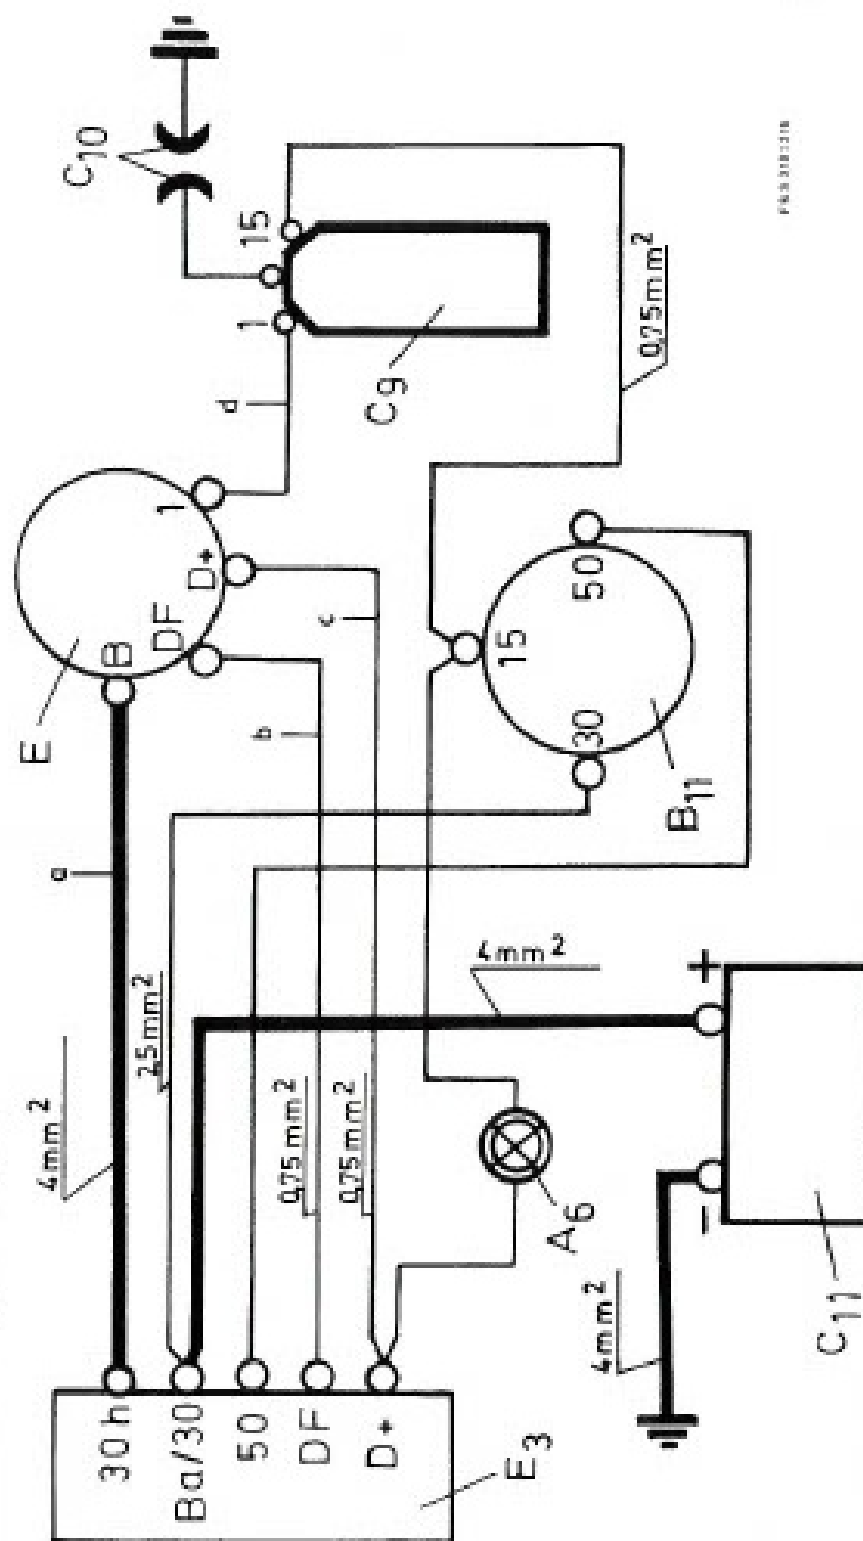 C10
15
1
C9
d
0,75mm²
E
B
DF
D+
1
a
b
c
50
15
30
B11
4mm²
2,5mm²
4mm²
0,75mm²
0,75mm²
A6
+
−
4mm²
C11
30 h
Ba/30
50
DF
D+
E3